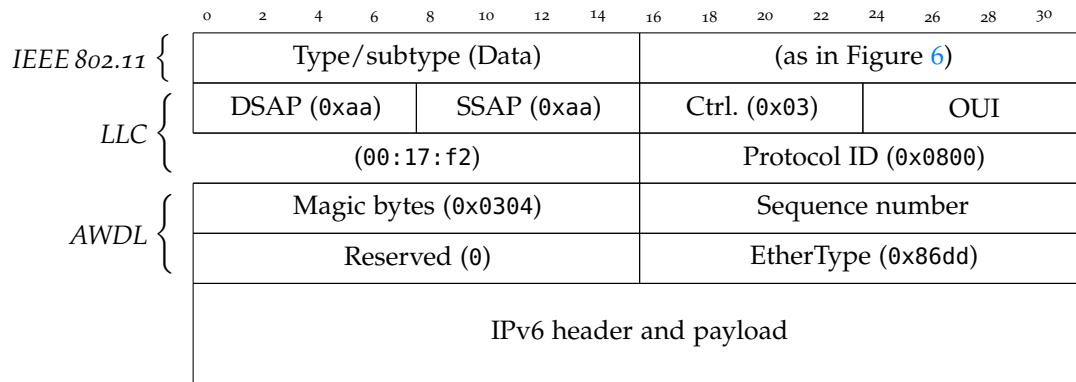 0 2 4 6 8 10 12 14 16 18 20 22 24 26 28 30
IEEE 802.11 Type/subtype (Data) (as in Figure 6)
LLC DSAP (0xaa) SSAP (0xaa) Ctrl. (0x03) OUI
(00:17:f2) Protocol ID (0x0800)
AWDL Magic bytes (0x0304) Sequence number
Reserved (0) EtherType (0x86dd)
IPv6 header and payload